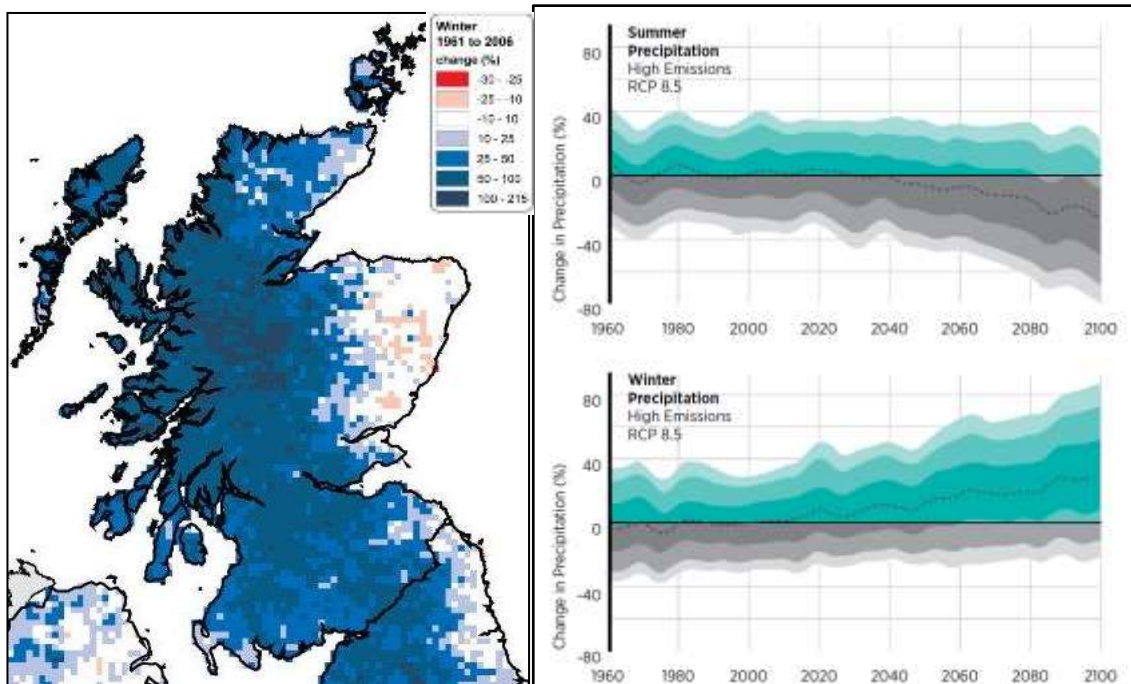 Winter
1961 to 2006
change (%)
-30 - -25
-25 - -10
-10 - 10
10 - 25
25 - 50
50 - 100
100 - 215
Summer
Precipitation
High Emissions
RCP 8.5
Change in Precipitation (%)
80
40
0
-40
-80
1960 1980 2000 2020 2040 2060 2080 2100
Winter
Precipitation
High Emissions
RCP 8.5
Change in Precipitation (%)
80
40
0
-40
-80
1960 1980 2000 2020 2040 2060 2080 2100